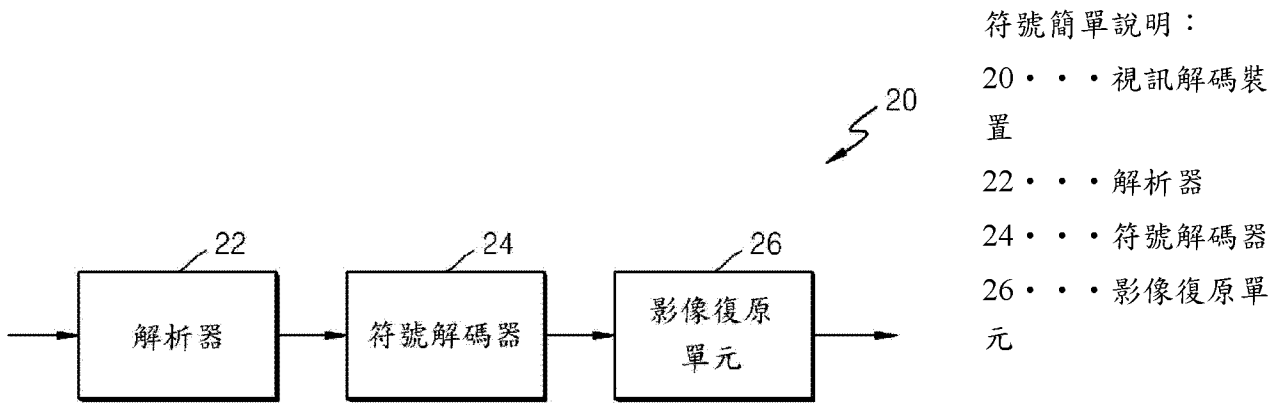 符號簡單說明：
20・・・視訊解碼裝
置
22・・・解析器
24・・・符號解碼器
26・・・影像復原單
元
20
22
24
26
解析器
符號解碼器
影像復原
單元